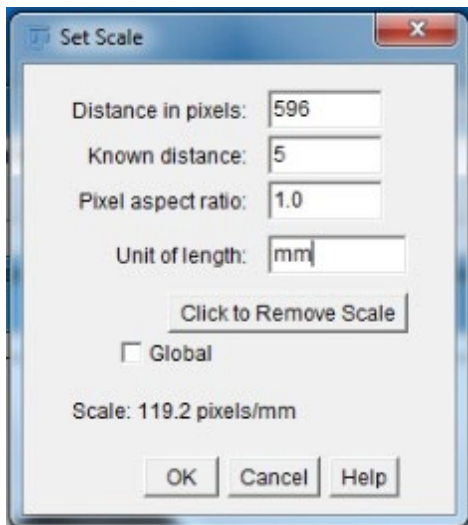 Set Scale
Distance in pixels: 596
Known distance: 5
Pixel aspect ratio: 1.0
Unit of length: mm
Click to Remove Scale
Global
Scale: 119.2 pixels/mm
OK Cancel Help